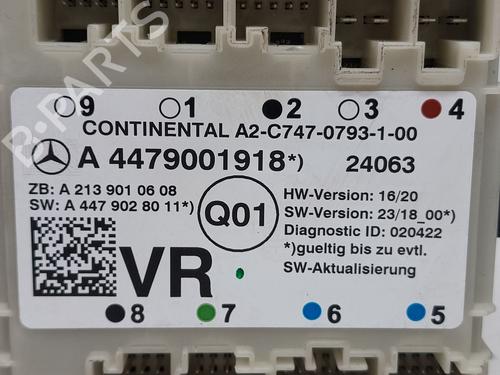 B-PARTS
9 1 2 3 4
CONTINENTAL A2-C747-0793-1-00
A 4479001918*) 24063
ZB: A 213 901 06 08
SW: A 447 902 80 11*)
Q01
HW-Version: 16/20
SW-Version: 23/18_00*)
Diagnostic ID: 020422
*)gueltig bis zu evtl.
SW-Aktualisierung
VR
8 7 6 5